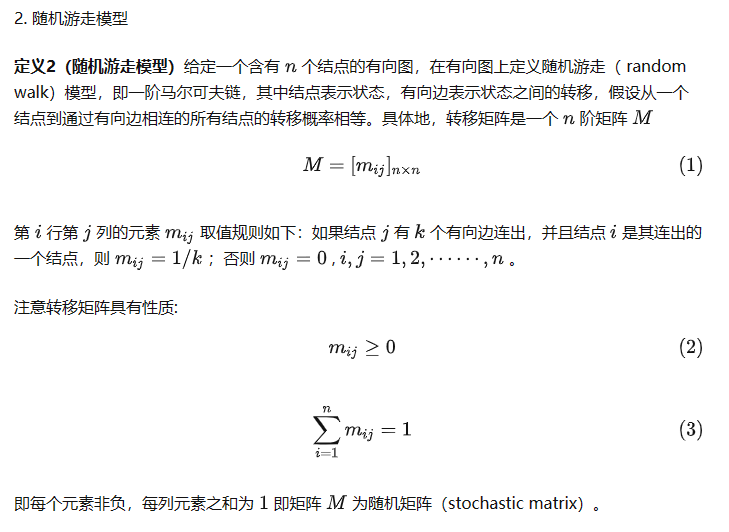 2. 随机游走模型
定义2（随机游走模型）给定一个含有 n 个结点的有向图，在有向图上定义随机游走（ random
walk）模型，即一阶马尔可夫链，其中结点表示状态，有向边表示状态之间的转移，假设从一个
结点到通过有向边相连的所有结点的转移概率相等。具体地，转移矩阵是一个 n 阶矩阵 M
M = [m_{ij}]_{n×n} (1)
第 i 行第 j 列的元素 m_{ij} 取值规则如下：如果结点 j 有 k 个有向边连出，并且结点 i 是其连出的
一个结点，则 m_{ij} = 1/k ；否则 m_{ij} = 0 , i, j = 1, 2, ⋯⋯, n 。
注意转移矩阵具有性质:
m_{ij} ≥ 0 (2)
\sum_{i=1}^{n} m_{ij} = 1 (3)
即每个元素非负，每列元素之和为 1 即矩阵 M 为随机矩阵（stochastic matrix）。